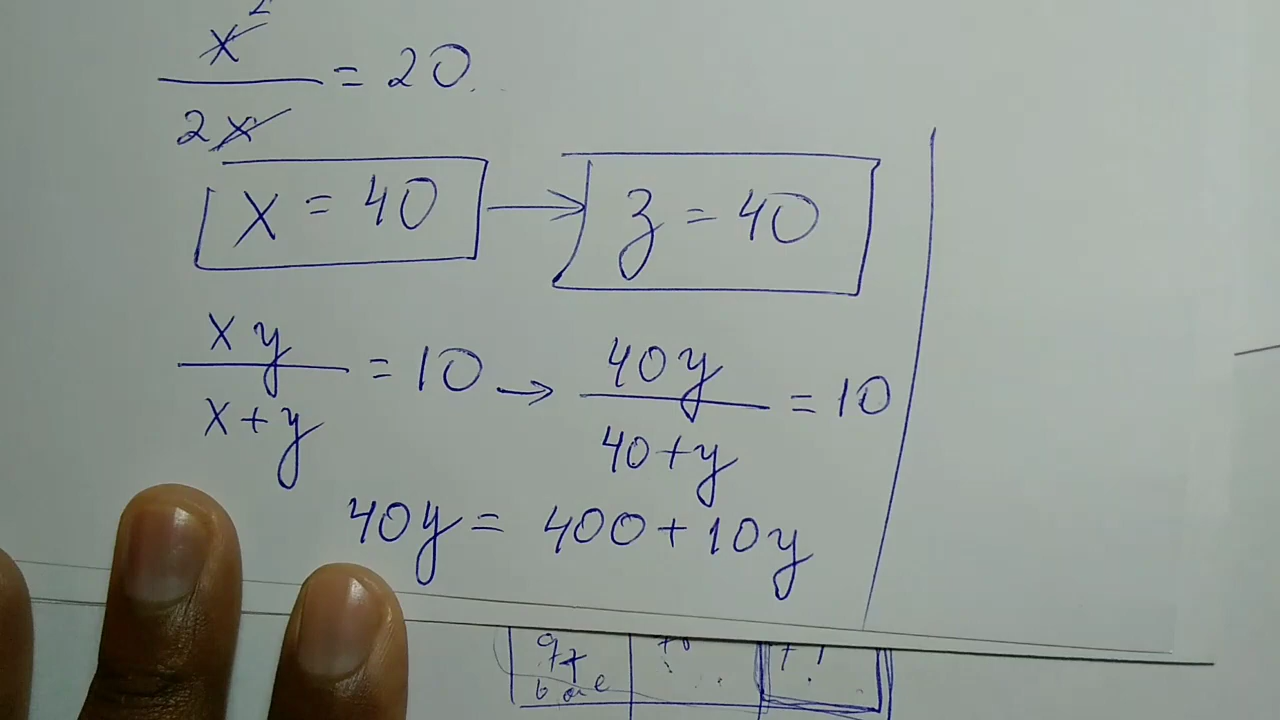 x²
2x = 20
x = 40 → z = 40
xy / x+y = 10 → 40y / 40+y = 10
40y = 400 + 10y